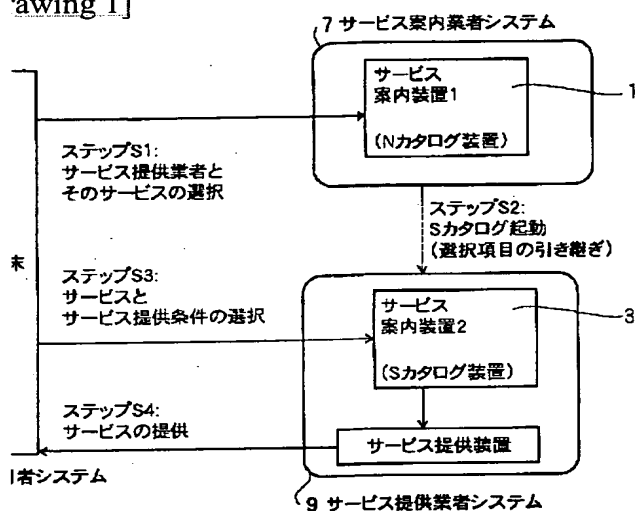 rawing 1]
7 サービス案内業者システム
サービス
案内装置1
(Nカタログ装置)
1
ステップS1:
サービス提供業者と
そのサービスの選択
ステップS2:
Sカタログ起動
(選択項目の引き継ぎ)
末
ステップS3:
サービスと
サービス提供条件の選択
サービス
案内装置2
(Sカタログ装置)
3
ステップS4:
サービスの提供
サービス提供装置
者システム
9 サービス提供業者システム